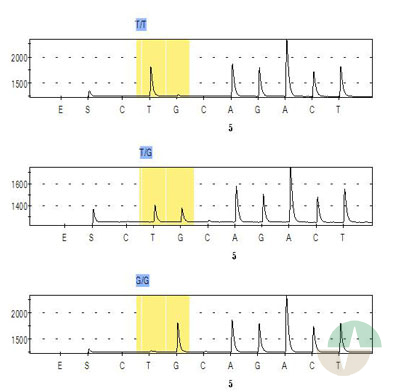 T/T
2000
1500
E S C T G C A G A C T
5
T/G
1600
1400
E S C T G C A G A C T
5
G/G
2000
1500
E S C T G C A G A C T
5